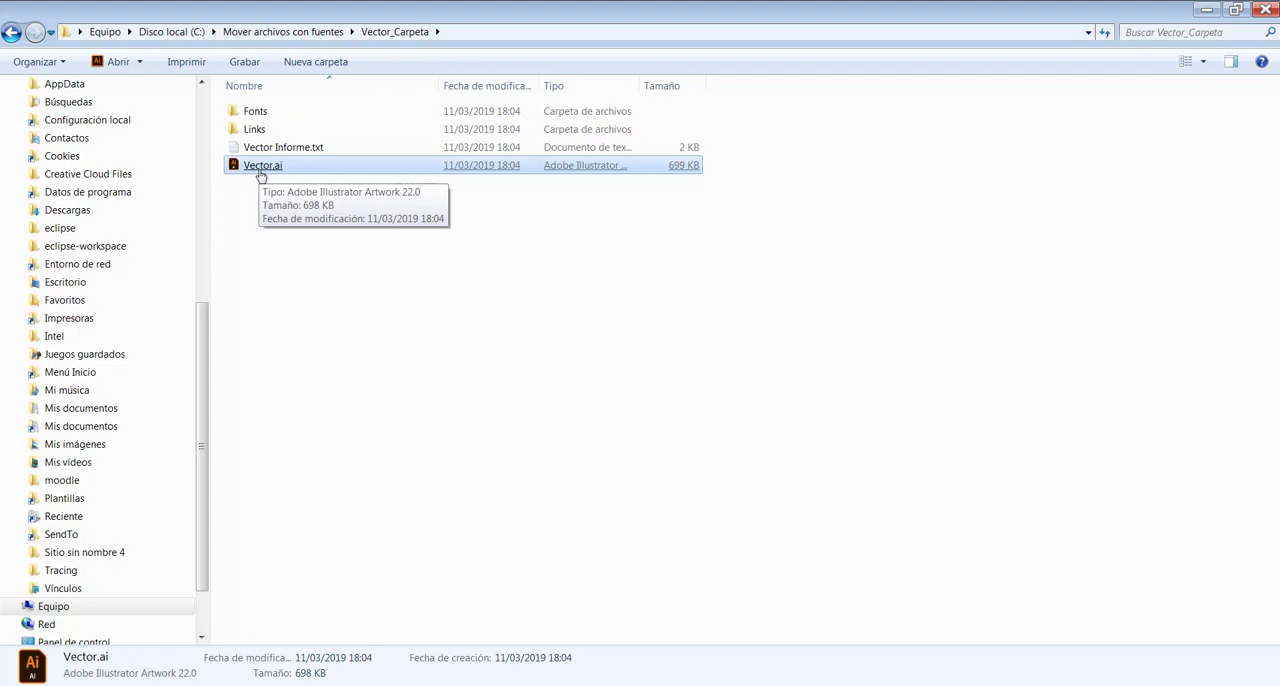 Equipo Disco local (C:) Mover archivos con fuentes Vector_Carpeta
Buscar Vector_Carpeta
Organizar Ai Abrir Imprimir Grabar Nueva carpeta
Nombre Fecha de modifica... Tipo Tamaño
AppData
Búsquedas
Configuración local
Contactos
Cookies
Creative Cloud Files
Datos de programa
Descargas
eclipse
eclipse-workspace
Entorno de red
Escritorio
Favoritos
Impresoras
Intel
Juegos guardados
Menú Inicio
Mi música
Mis documentos
Mis documentos
Mis imágenes
Mis vídeos
moodle
Plantillas
Reciente
SendTo
Sitio sin nombre 4
Tracing
Vínculos
Equipo
Red
Panel de control
Fonts 11/03/2019 18:04 Carpeta de archivos
Links 11/03/2019 18:04 Carpeta de archivos
Vector Informe.txt 11/03/2019 18:04 Documento de tex... 2 KB
Vector.ai 11/03/2019 18:04 Adobe Illustrator ... 699 KB
Tipo: Adobe Illustrator Artwork 22.0
Tamaño: 698 KB
Fecha de modificación: 11/03/2019 18:04
Ai
AI
Vector.ai Fecha de modifica... 11/03/2019 18:04 Fecha de creación: 11/03/2019 18:04
Adobe Illustrator Artwork 22.0 Tamaño: 698 KB